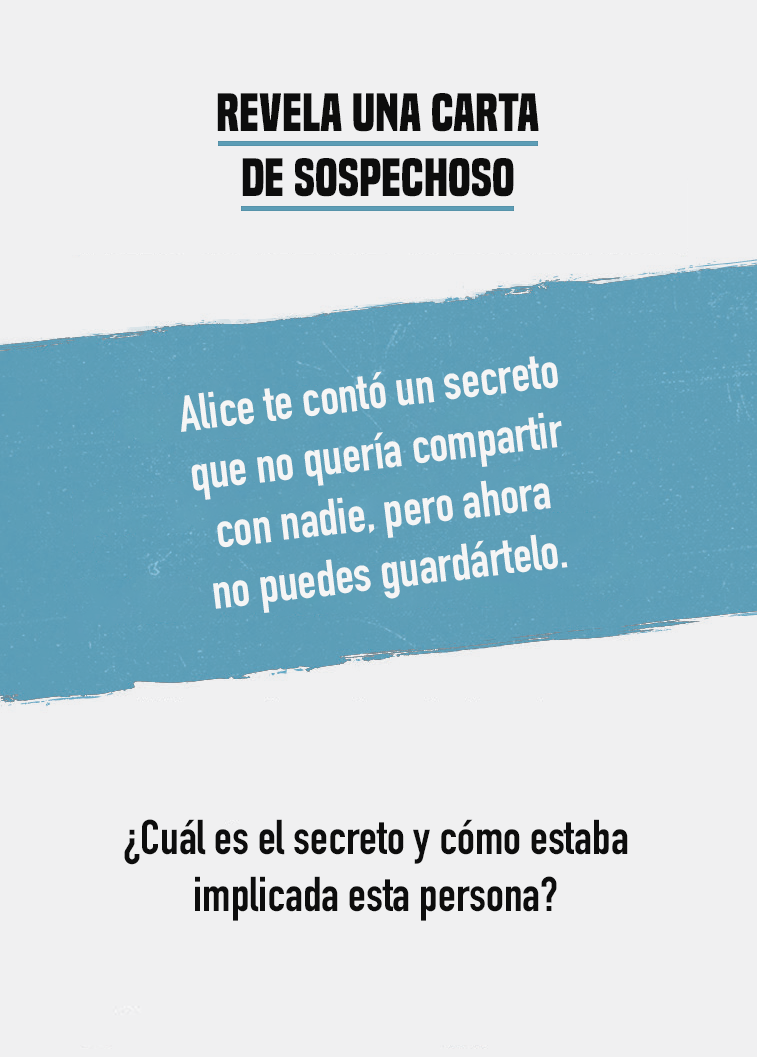 REVELA UNA CARTA
DE SOSPECHOSO
Alice te contó un secreto
que no quería compartir
con nadie, pero ahora
no puedes guardártelo.
¿Cuál es el secreto y cómo estaba
implicada esta persona?